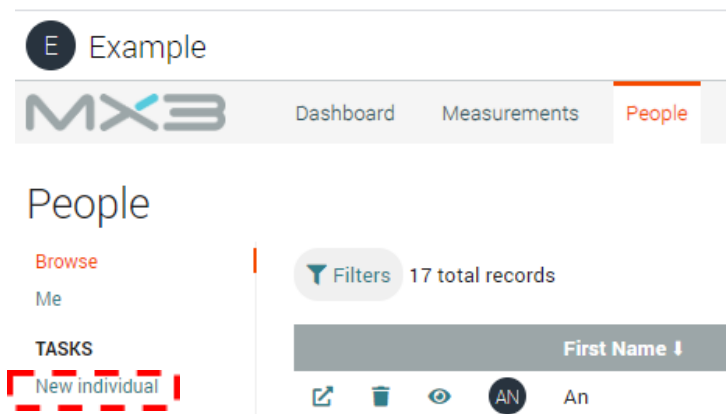 E Example
MX3 Dashboard Measurements People
People
Browse
Filters 17 total records
Me
TASKS
First Name ⬇
New individual
AN An